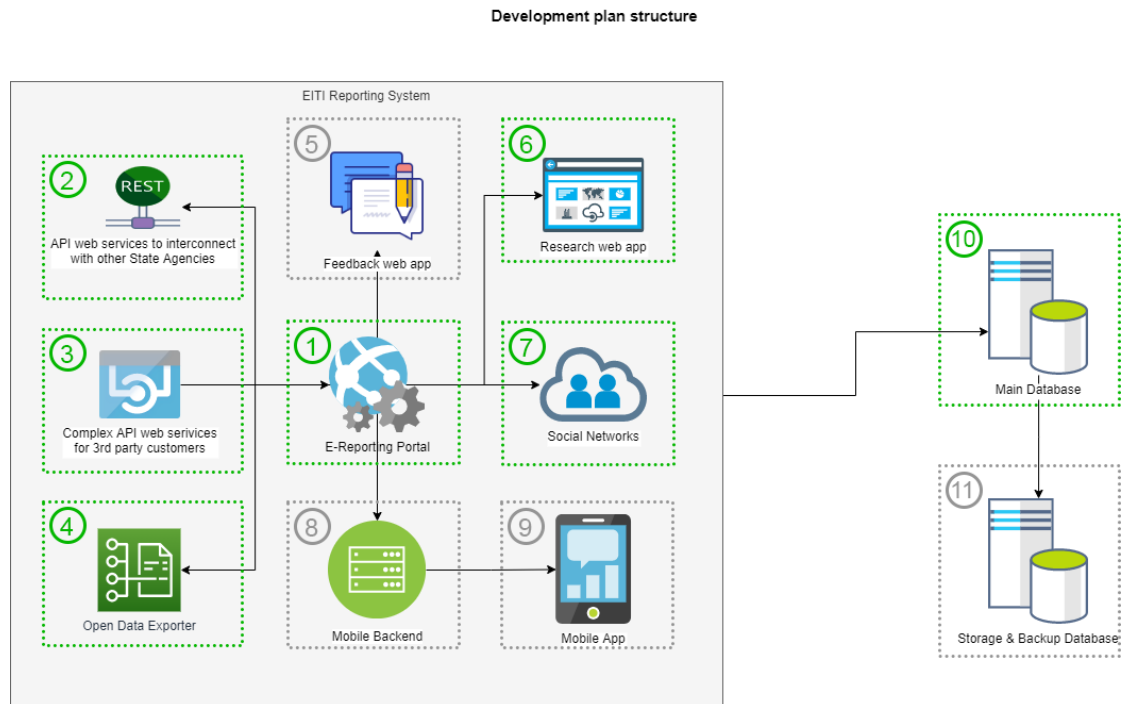 Development plan structure
EITI Reporting System
2
REST
API web services to interconnect
with other State Agencies
5
Feedback web app
6
Research web app
3
Complex API web serivces
for 3rd party customers
1
E-Reporting Portal
7
Social Networks
4
Open Data Exporter
8
Mobile Backend
9
Mobile App
10
Main Database
11
Storage & Backup Database